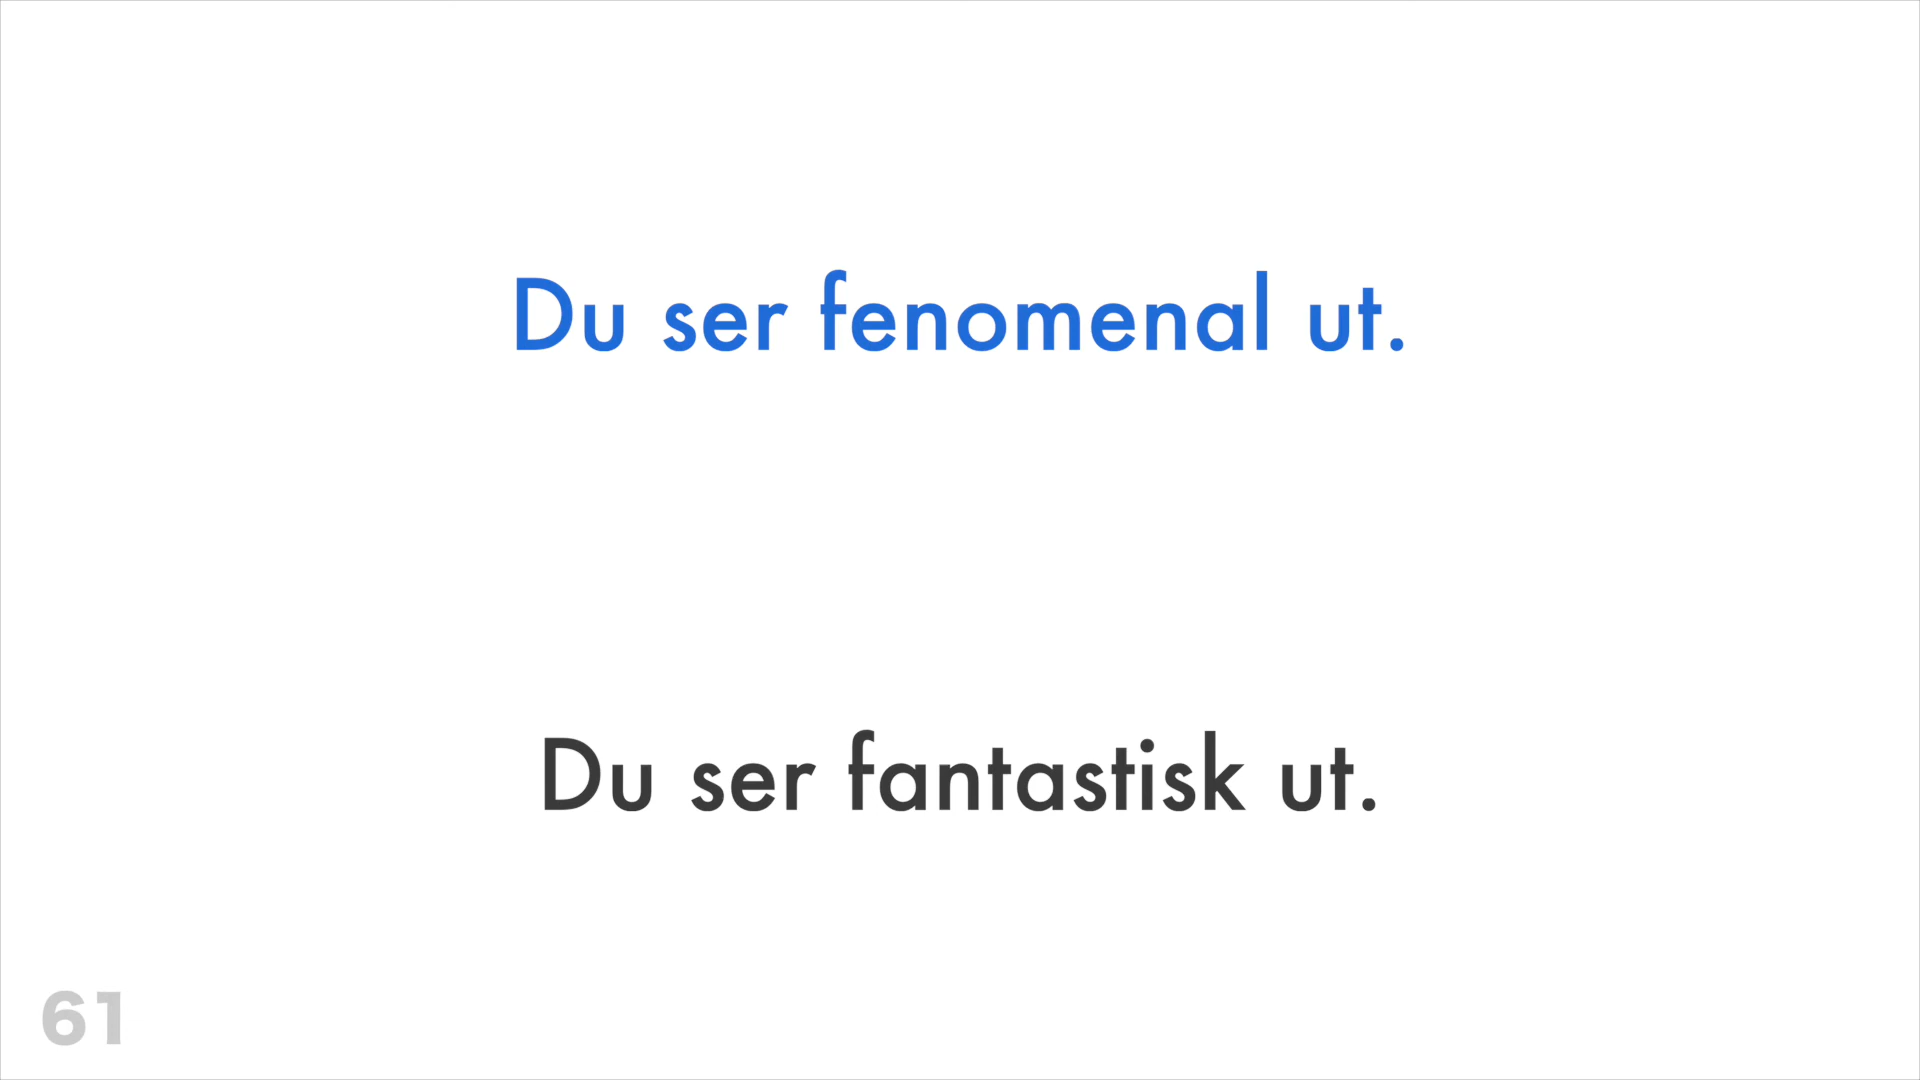 Du ser fenomenal ut.
Du ser fantastisk ut.
61